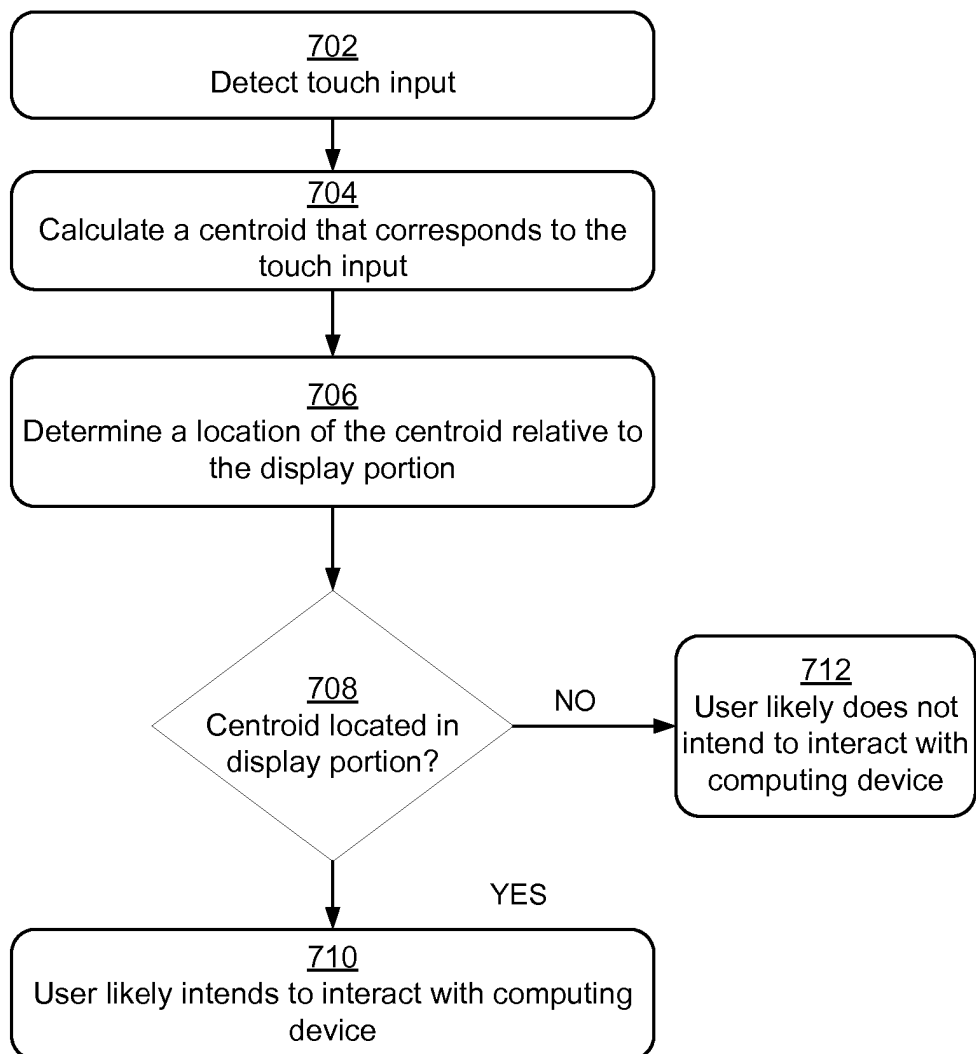 702
Detect touch input
704
Calculate a centroid that corresponds to the
touch input
706
Determine a location of the centroid relative to
the display portion
708
Centroid located in
display portion?
NO
712
User likely does not
intend to interact with
computing device
YES
710
User likely intends to interact with computing
device